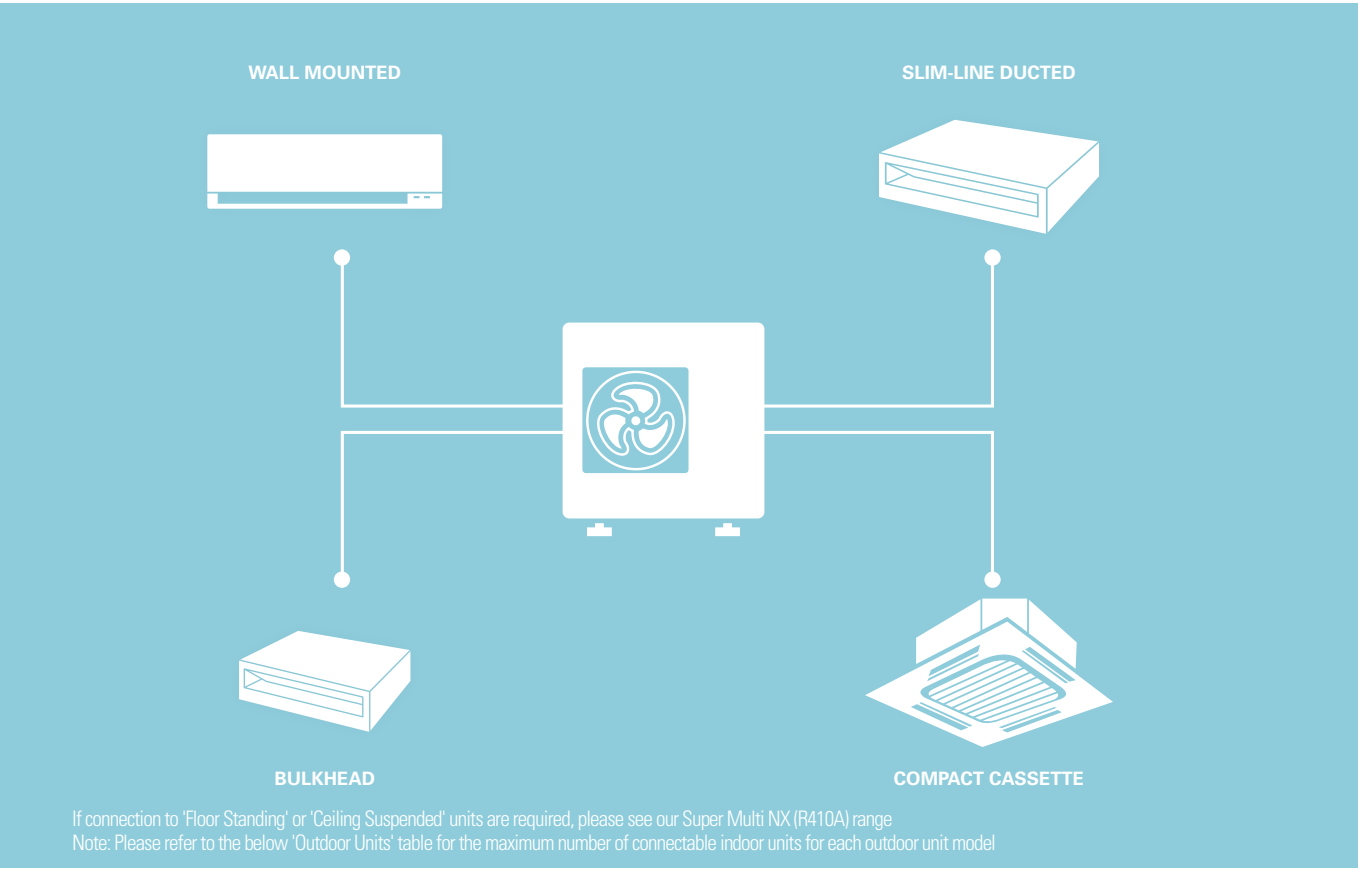 WALL MOUNTED
SLIM-LINE DUCTED
BULKHEAD
COMPACT CASSETTE
If connection to 'Floor Standing' or 'Ceiling Suspended' units are required, please see our Super Multi NX (R410A) range
Note: Please refer to the below 'Outdoor Units' table for the maximum number of connectable indoor units for each outdoor unit model